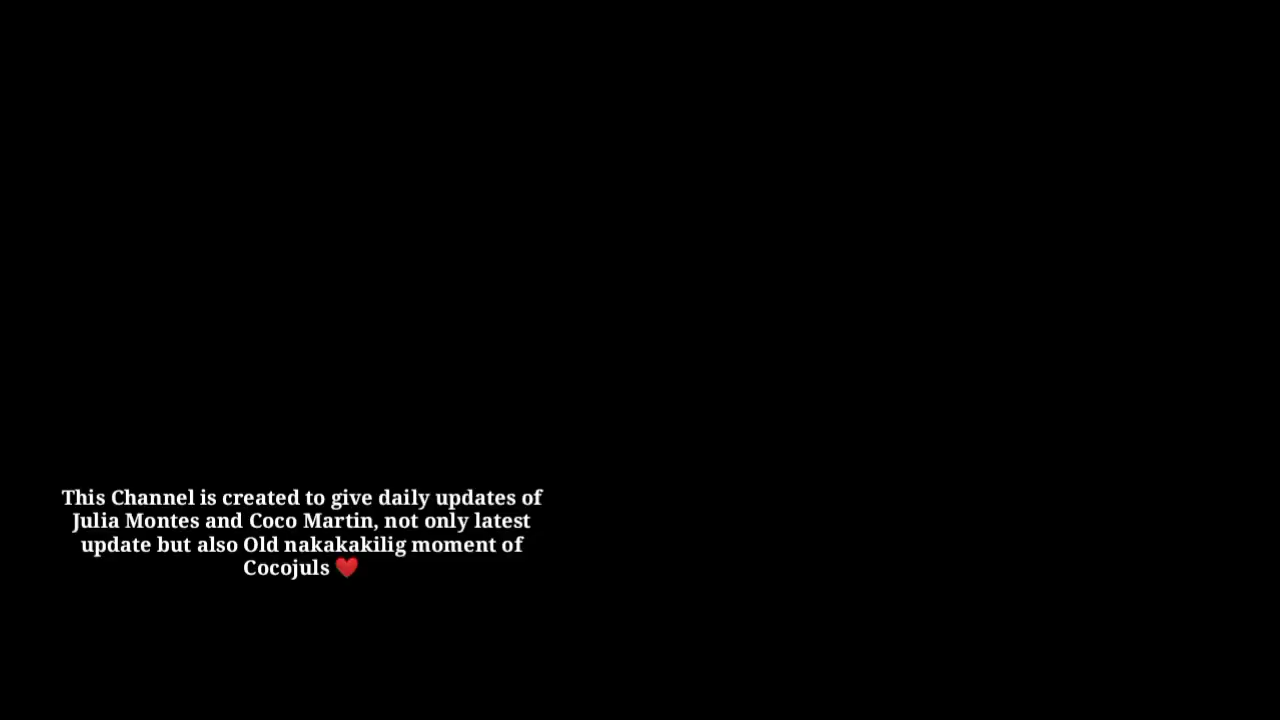 This Channel is created to give daily updates of
Julia Montes and Coco Martin, not only latest
update but also Old nakakakilig moment of
Cocojuls ❤️